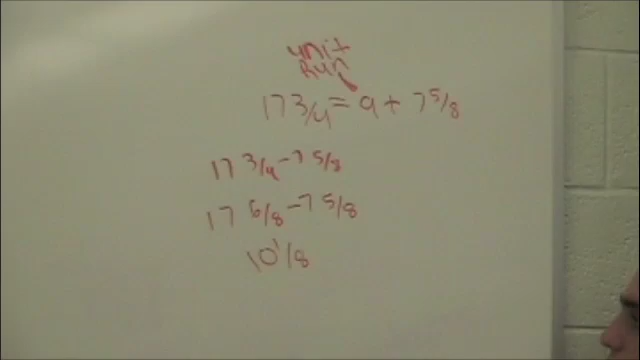 unit
Run
17 3/4 = a + 7 5/8
17 3/4 - 7 5/8
17 6/8 - 7 5/8
10 1/8